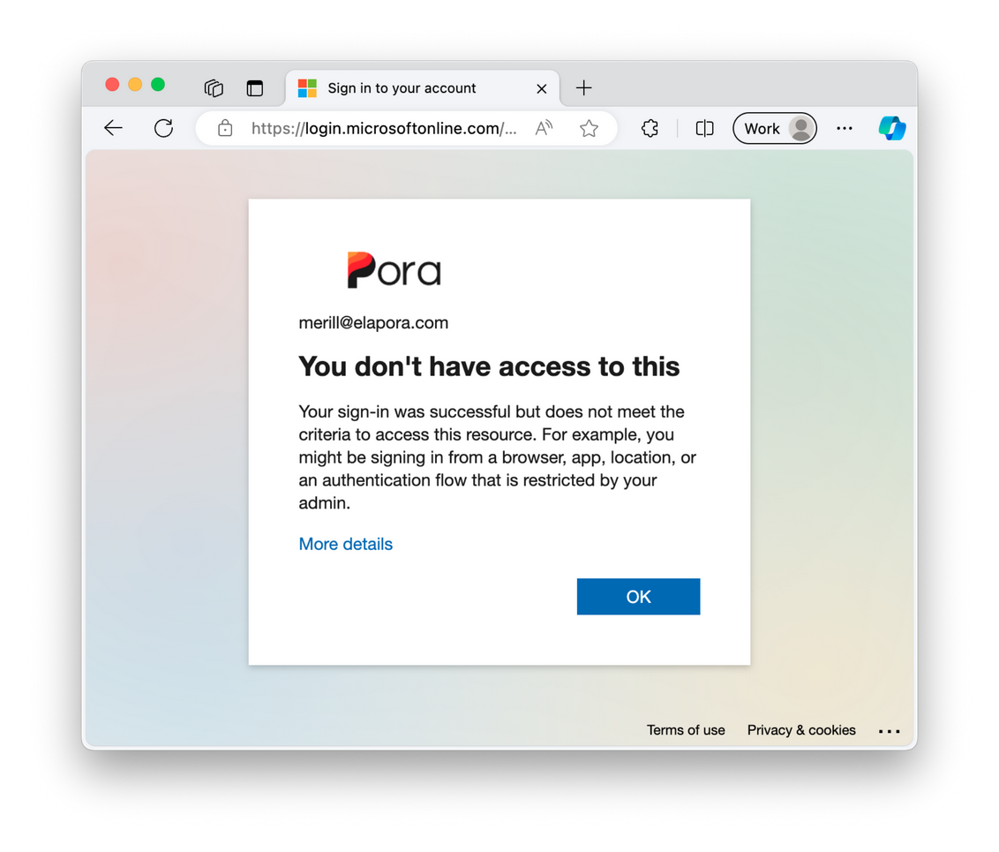 Sign in to your account
https://login.microsoftonline.com/...
Work
Pora
merill@elapora.com
You don't have access to this
Your sign-in was successful but does not meet the
criteria to access this resource. For example, you
might be signing in from a browser, app, location, or
an authentication flow that is restricted by your
admin.
More details
OK
Terms of use Privacy & cookies ...